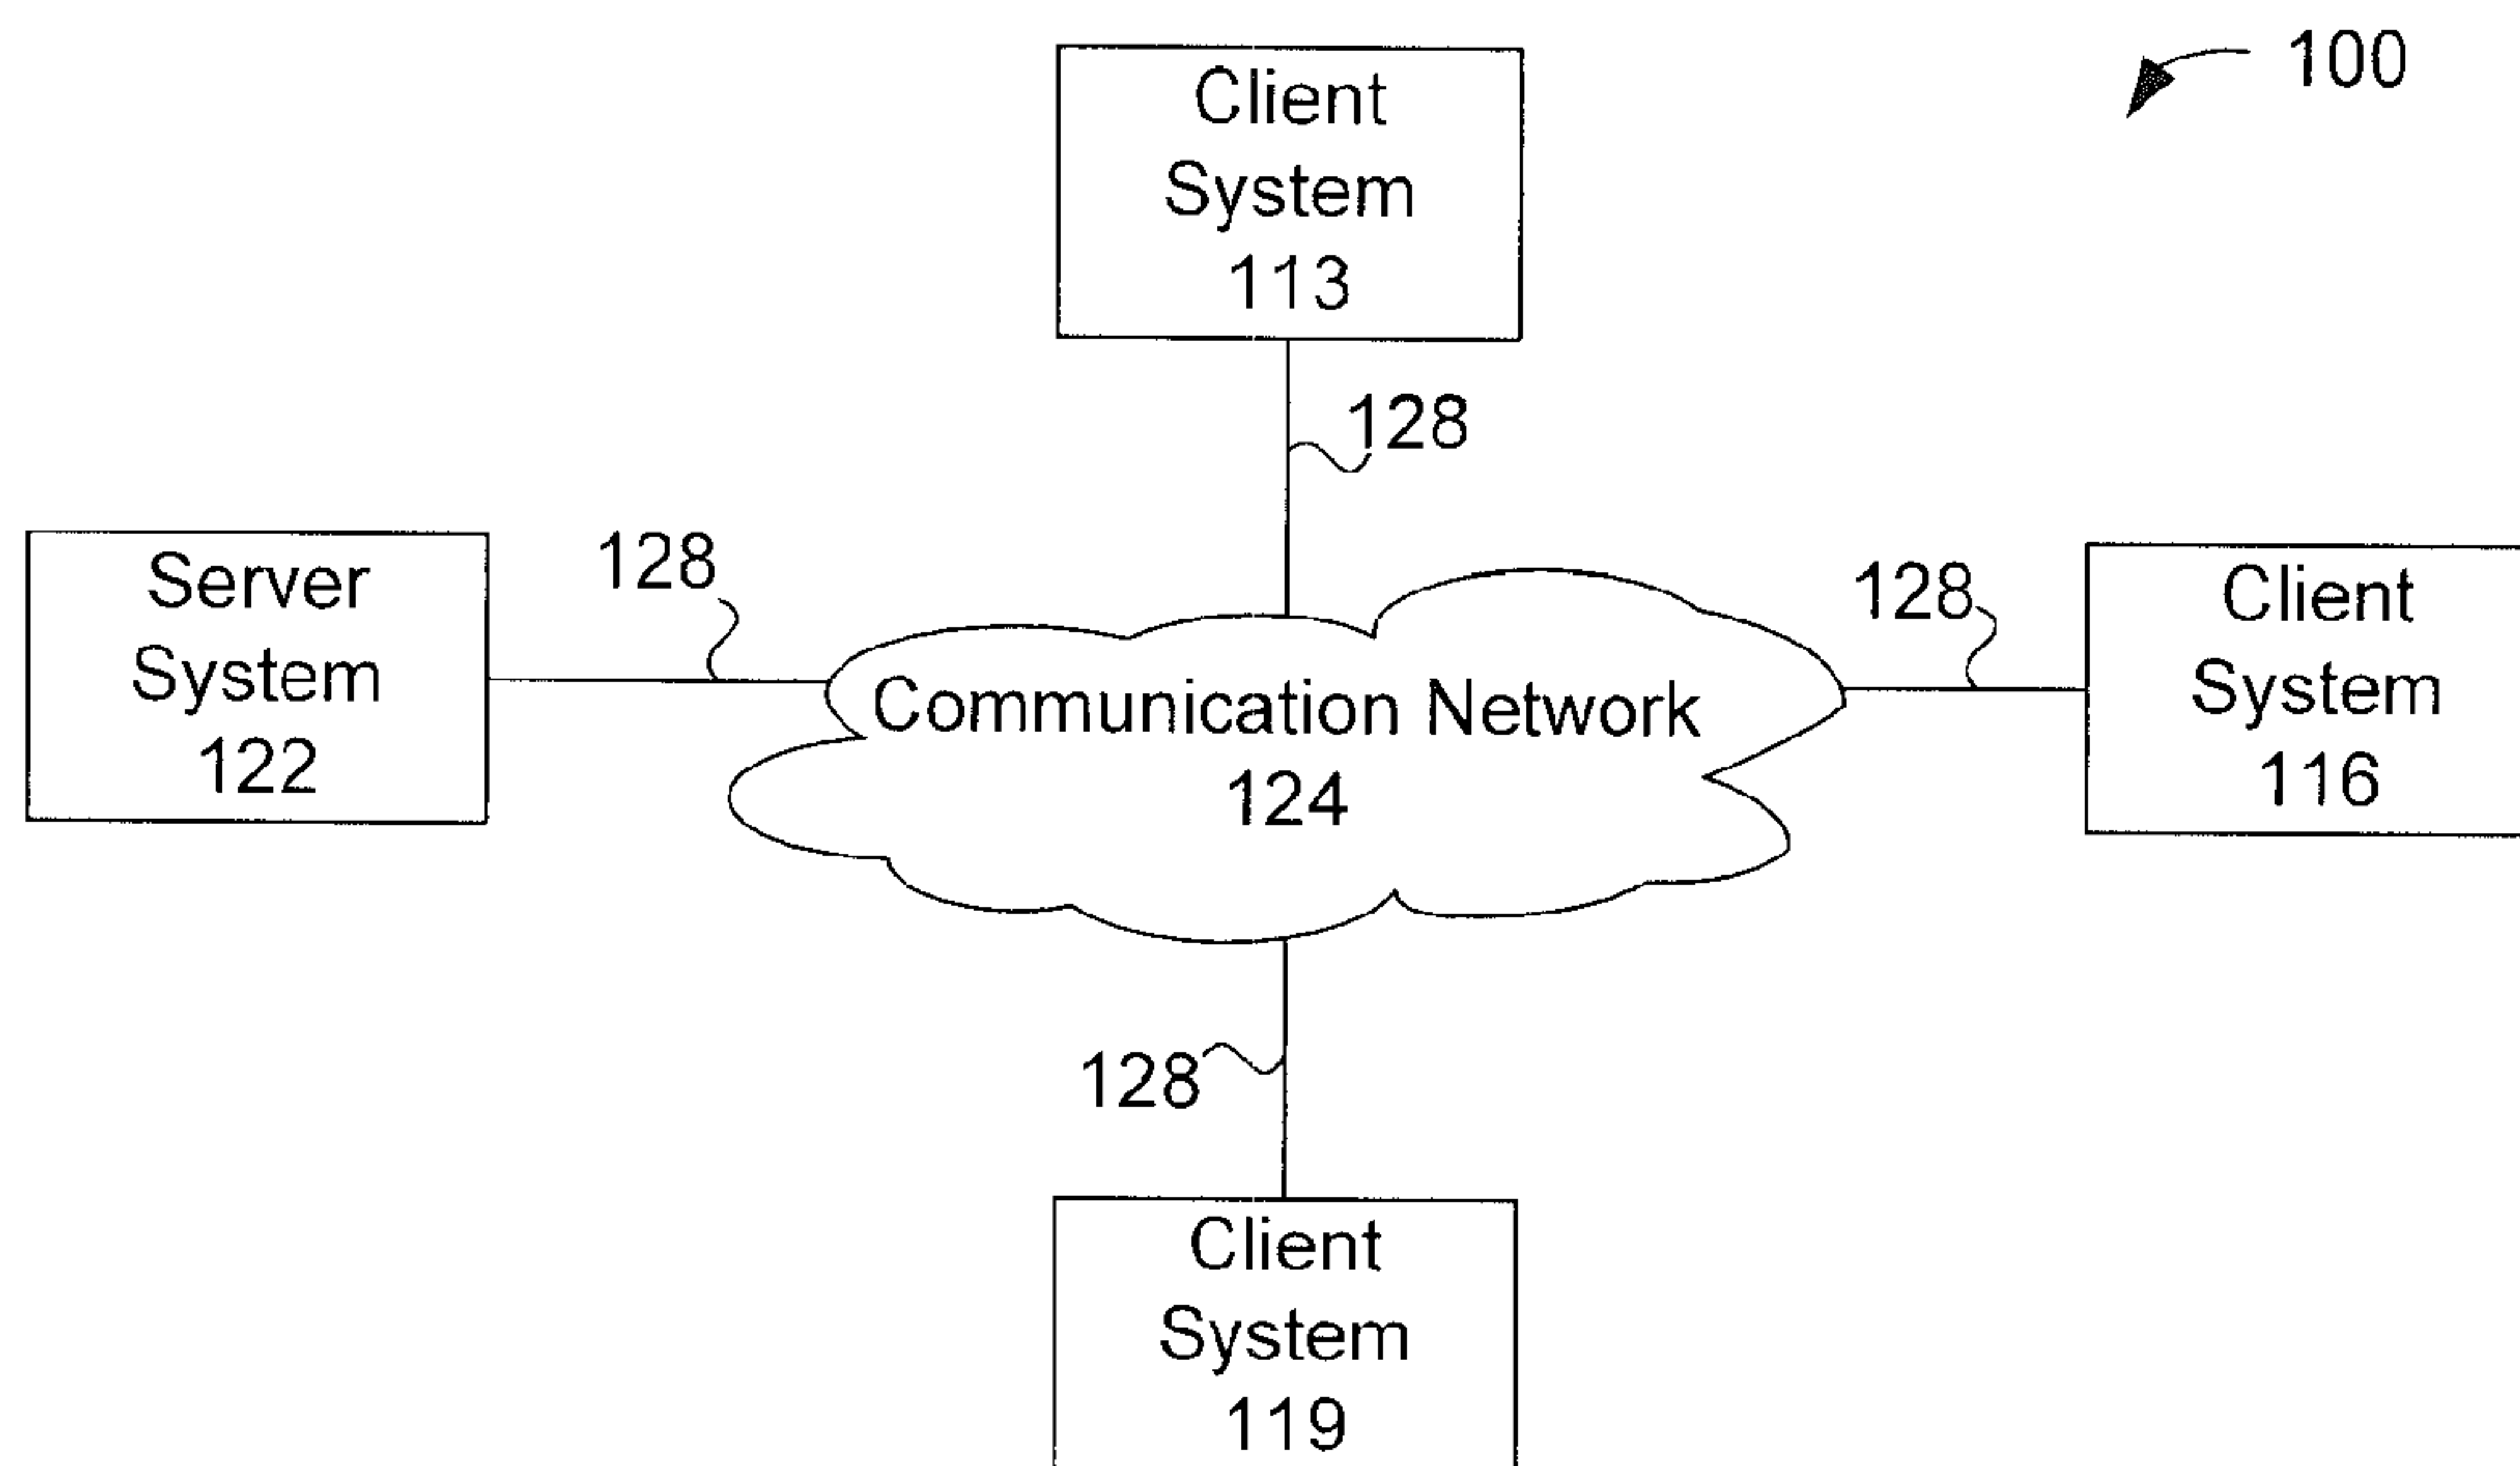 100
Client
System
113
128
128
Server
System
122
128
Client
System
116
Communication Network
124
128
Client
System
119